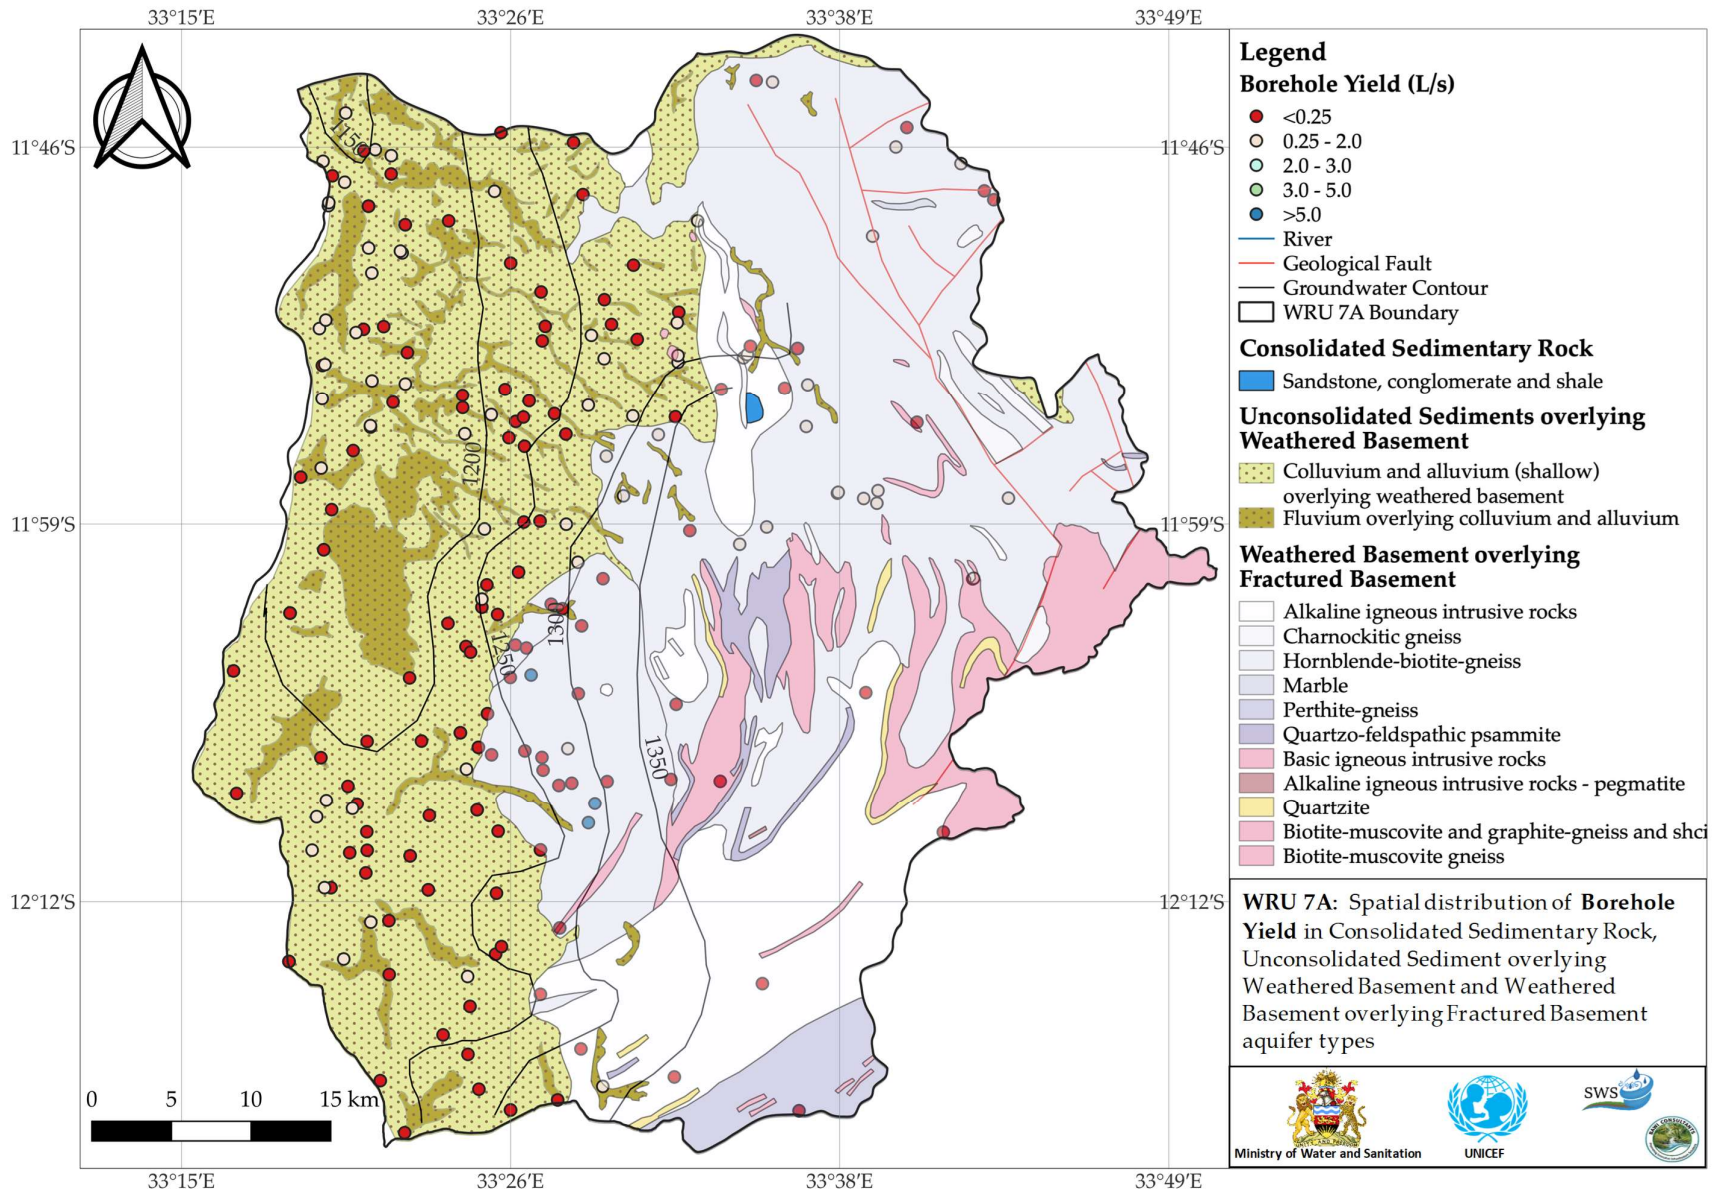 33°15′E 33°26′E 33°38′E 33°49′E
11°46′S 11°46′S
11°59′S 11°59′S
12°12′S 12°12′S
33°15′E 33°26′E 33°38′E 33°49′E
1150
1200
1250
1300
1350
0 5 10 15 km
Legend
Borehole Yield (L/s)
<0.25
0.25 - 2.0
2.0 - 3.0
3.0 - 5.0
>5.0
River
Geological Fault
Groundwater Contour
WRU 7A Boundary
Consolidated Sedimentary Rock
Sandstone, conglomerate and shale
Unconsolidated Sediments overlying
Weathered Basement
Colluvium and alluvium (shallow)
overlying weathered basement
Fluvium overlying colluvium and alluvium
Weathered Basement overlying
Fractured Basement
Alkaline igneous intrusive rocks
Charnockitic gneiss
Hornblende-biotite-gneiss
Marble
Perthite-gneiss
Quartzo-feldspathic psammite
Basic igneous intrusive rocks
Alkaline igneous intrusive rocks - pegmatite
Quartzite
Biotite-muscovite and graphite-gneiss and shci
Biotite-muscovite gneiss
WRU 7A: Spatial distribution of Borehole
Yield in Consolidated Sedimentary Rock,
Unconsolidated Sediment overlying
Weathered Basement and Weathered
Basement overlying Fractured Basement
aquifer types
Ministry of Water and Sanitation
UNICEF
SWS